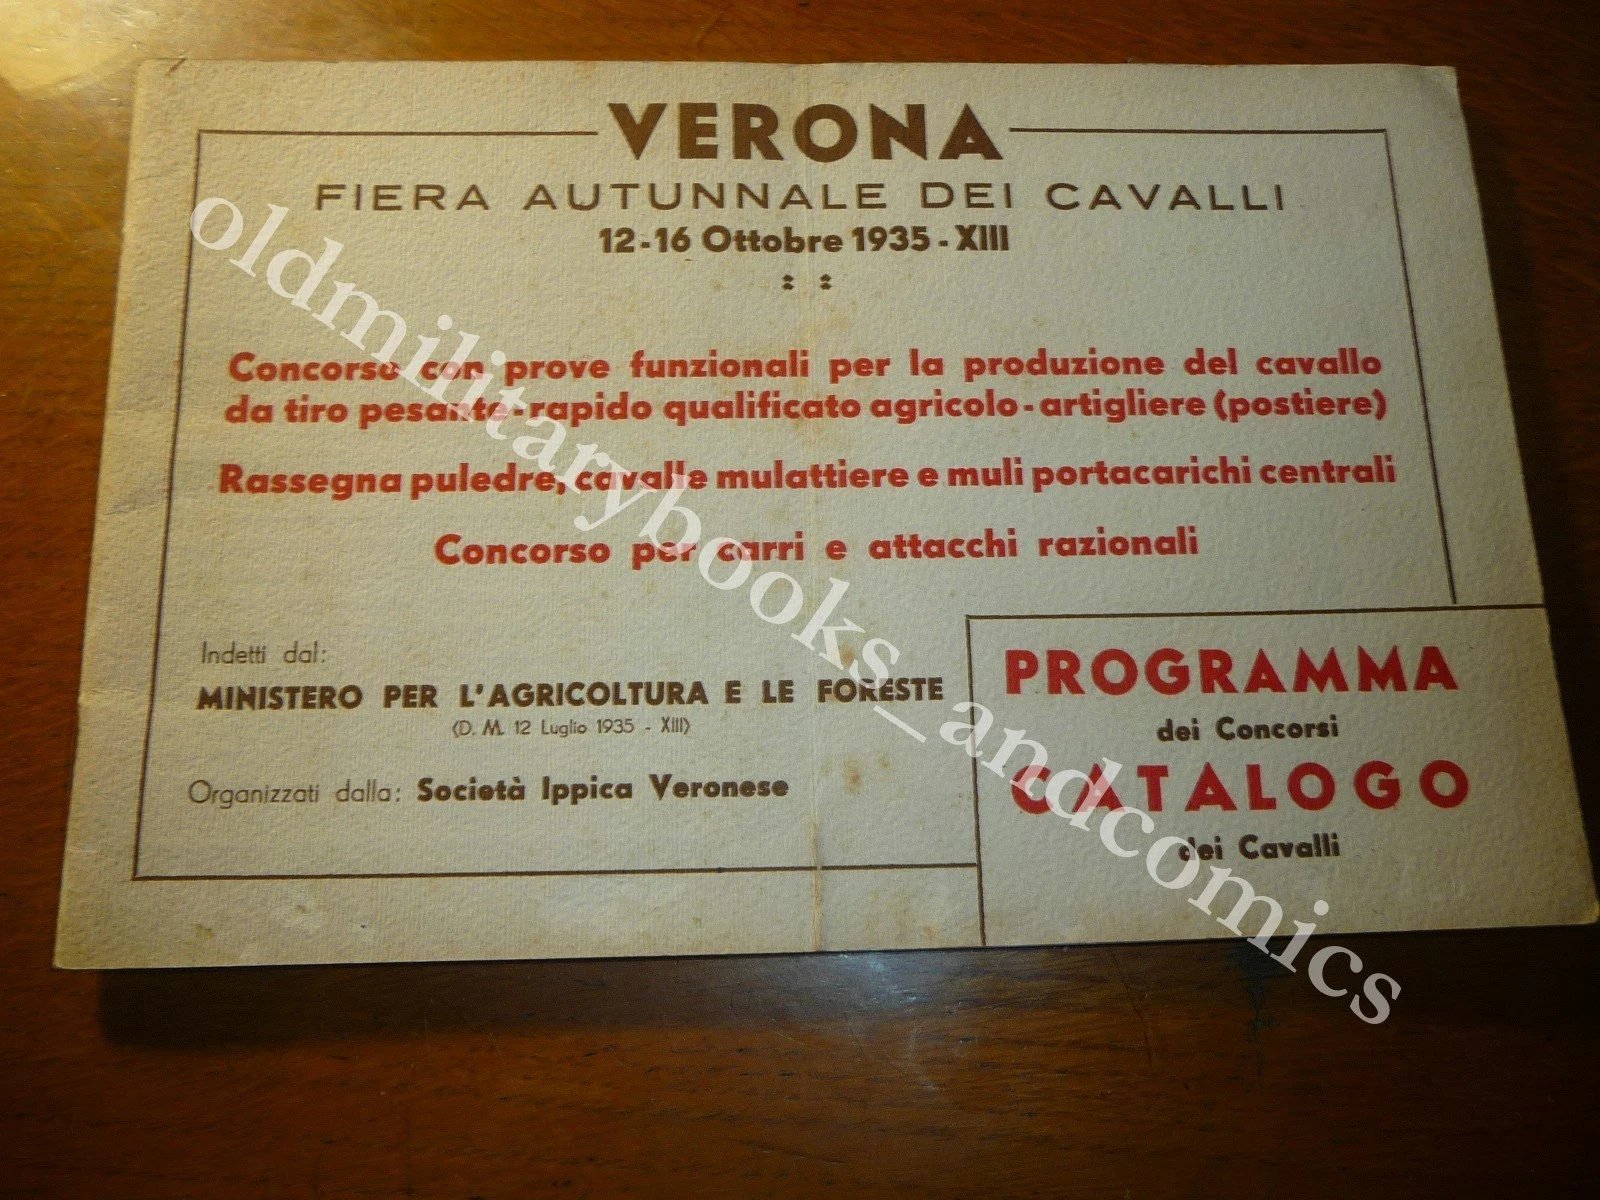 VERONA
FIERA AUTUNNALE DEI CAVALLI
12-16 Ottobre 1935 - XIII
Concorso con prove funzionali per la produzione del cavallo
da tiro pesante-rapido qualificato agricolo-artigliere (postiere)
Rassegna puledre, cavalle mulattiere e muli portacarichi centrali
Concorso per carri e attacchi razionali
Indetti dal:
MINISTERO PER L'AGRICOLTURA E LE FORESTE
(D. M. 12 Luglio 1935 - XIII)
Organizzati dalla: Società Ippica Veronese
PROGRAMMA
dei Concorsi
CATALOGO
dei Cavalli
oldmilitarybooks_andcomics